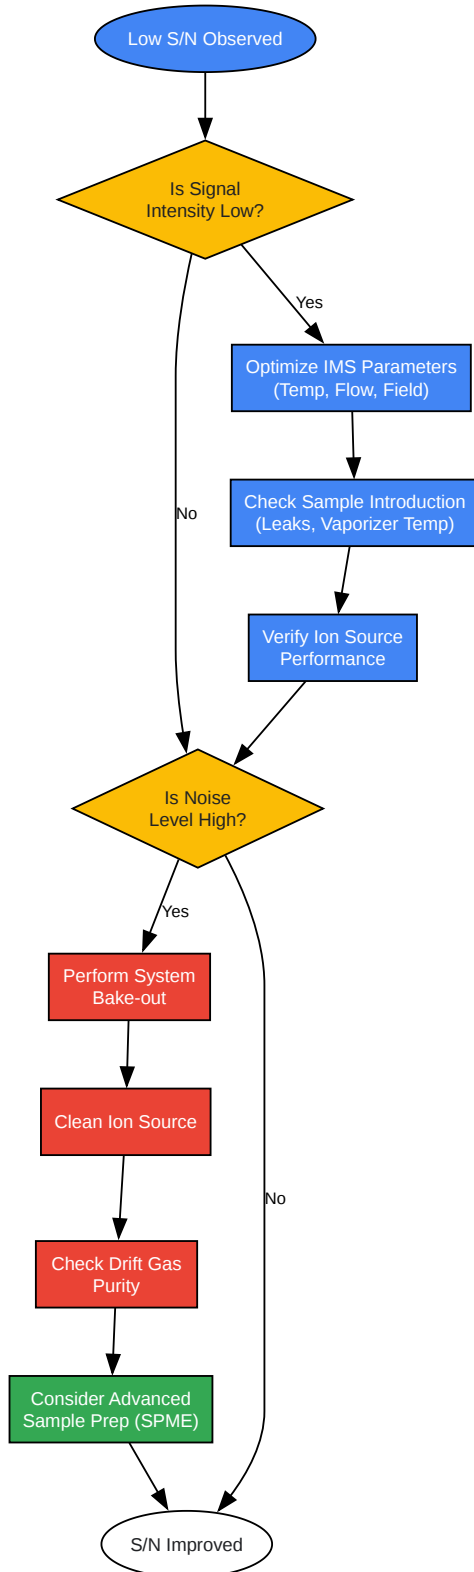 Low S/N Observed
Is Signal
Intensity Low?
Yes
Optimize IMS Parameters
(Temp, Flow, Field)
Check Sample Introduction
(Leaks, Vaporizer Temp)
No
Verify Ion Source
Performance
Is Noise
Level High?
Yes
Perform System
Bake-out
Clean Ion Source
No
Check Drift Gas
Purity
Consider Advanced
Sample Prep (SPME)
S/N Improved